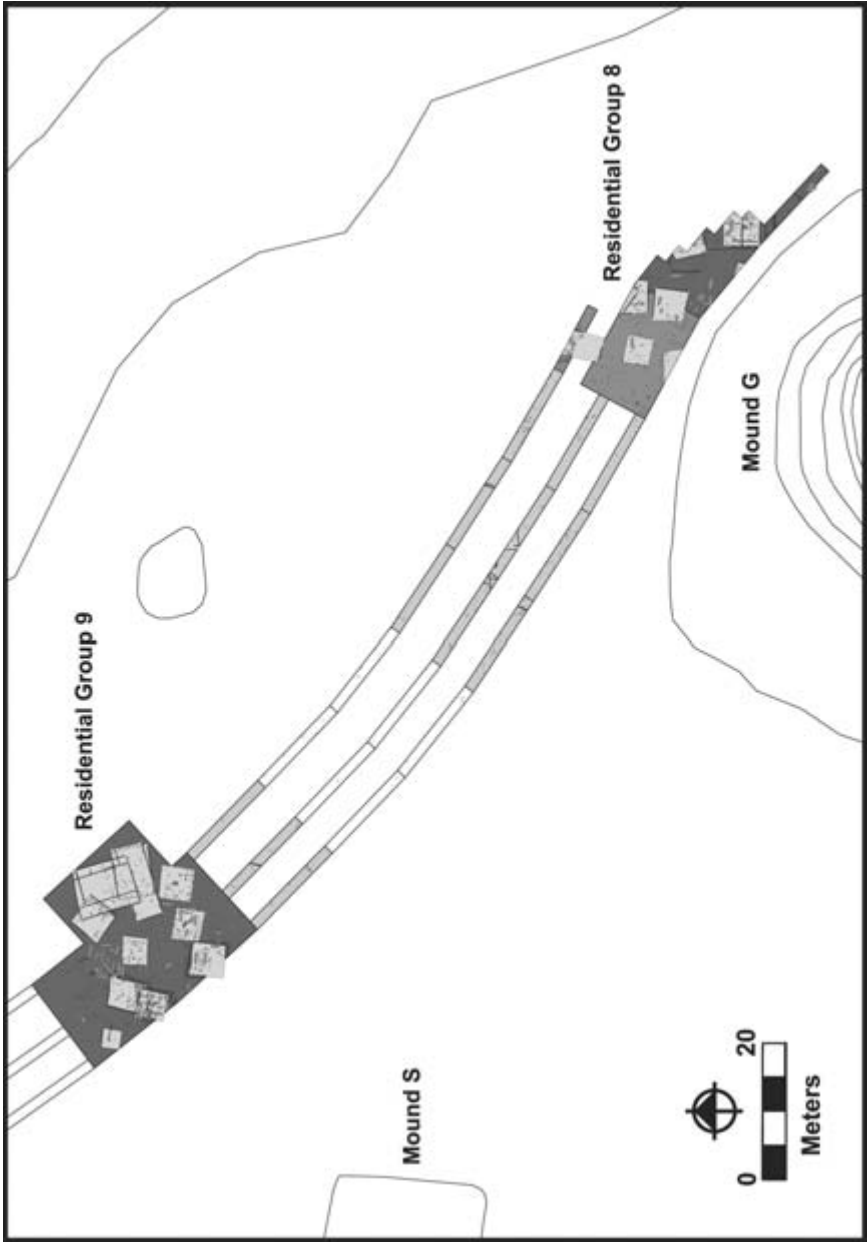 Residential Group 9
Residential Group 8
Mound S
Mound G
0 20
Meters